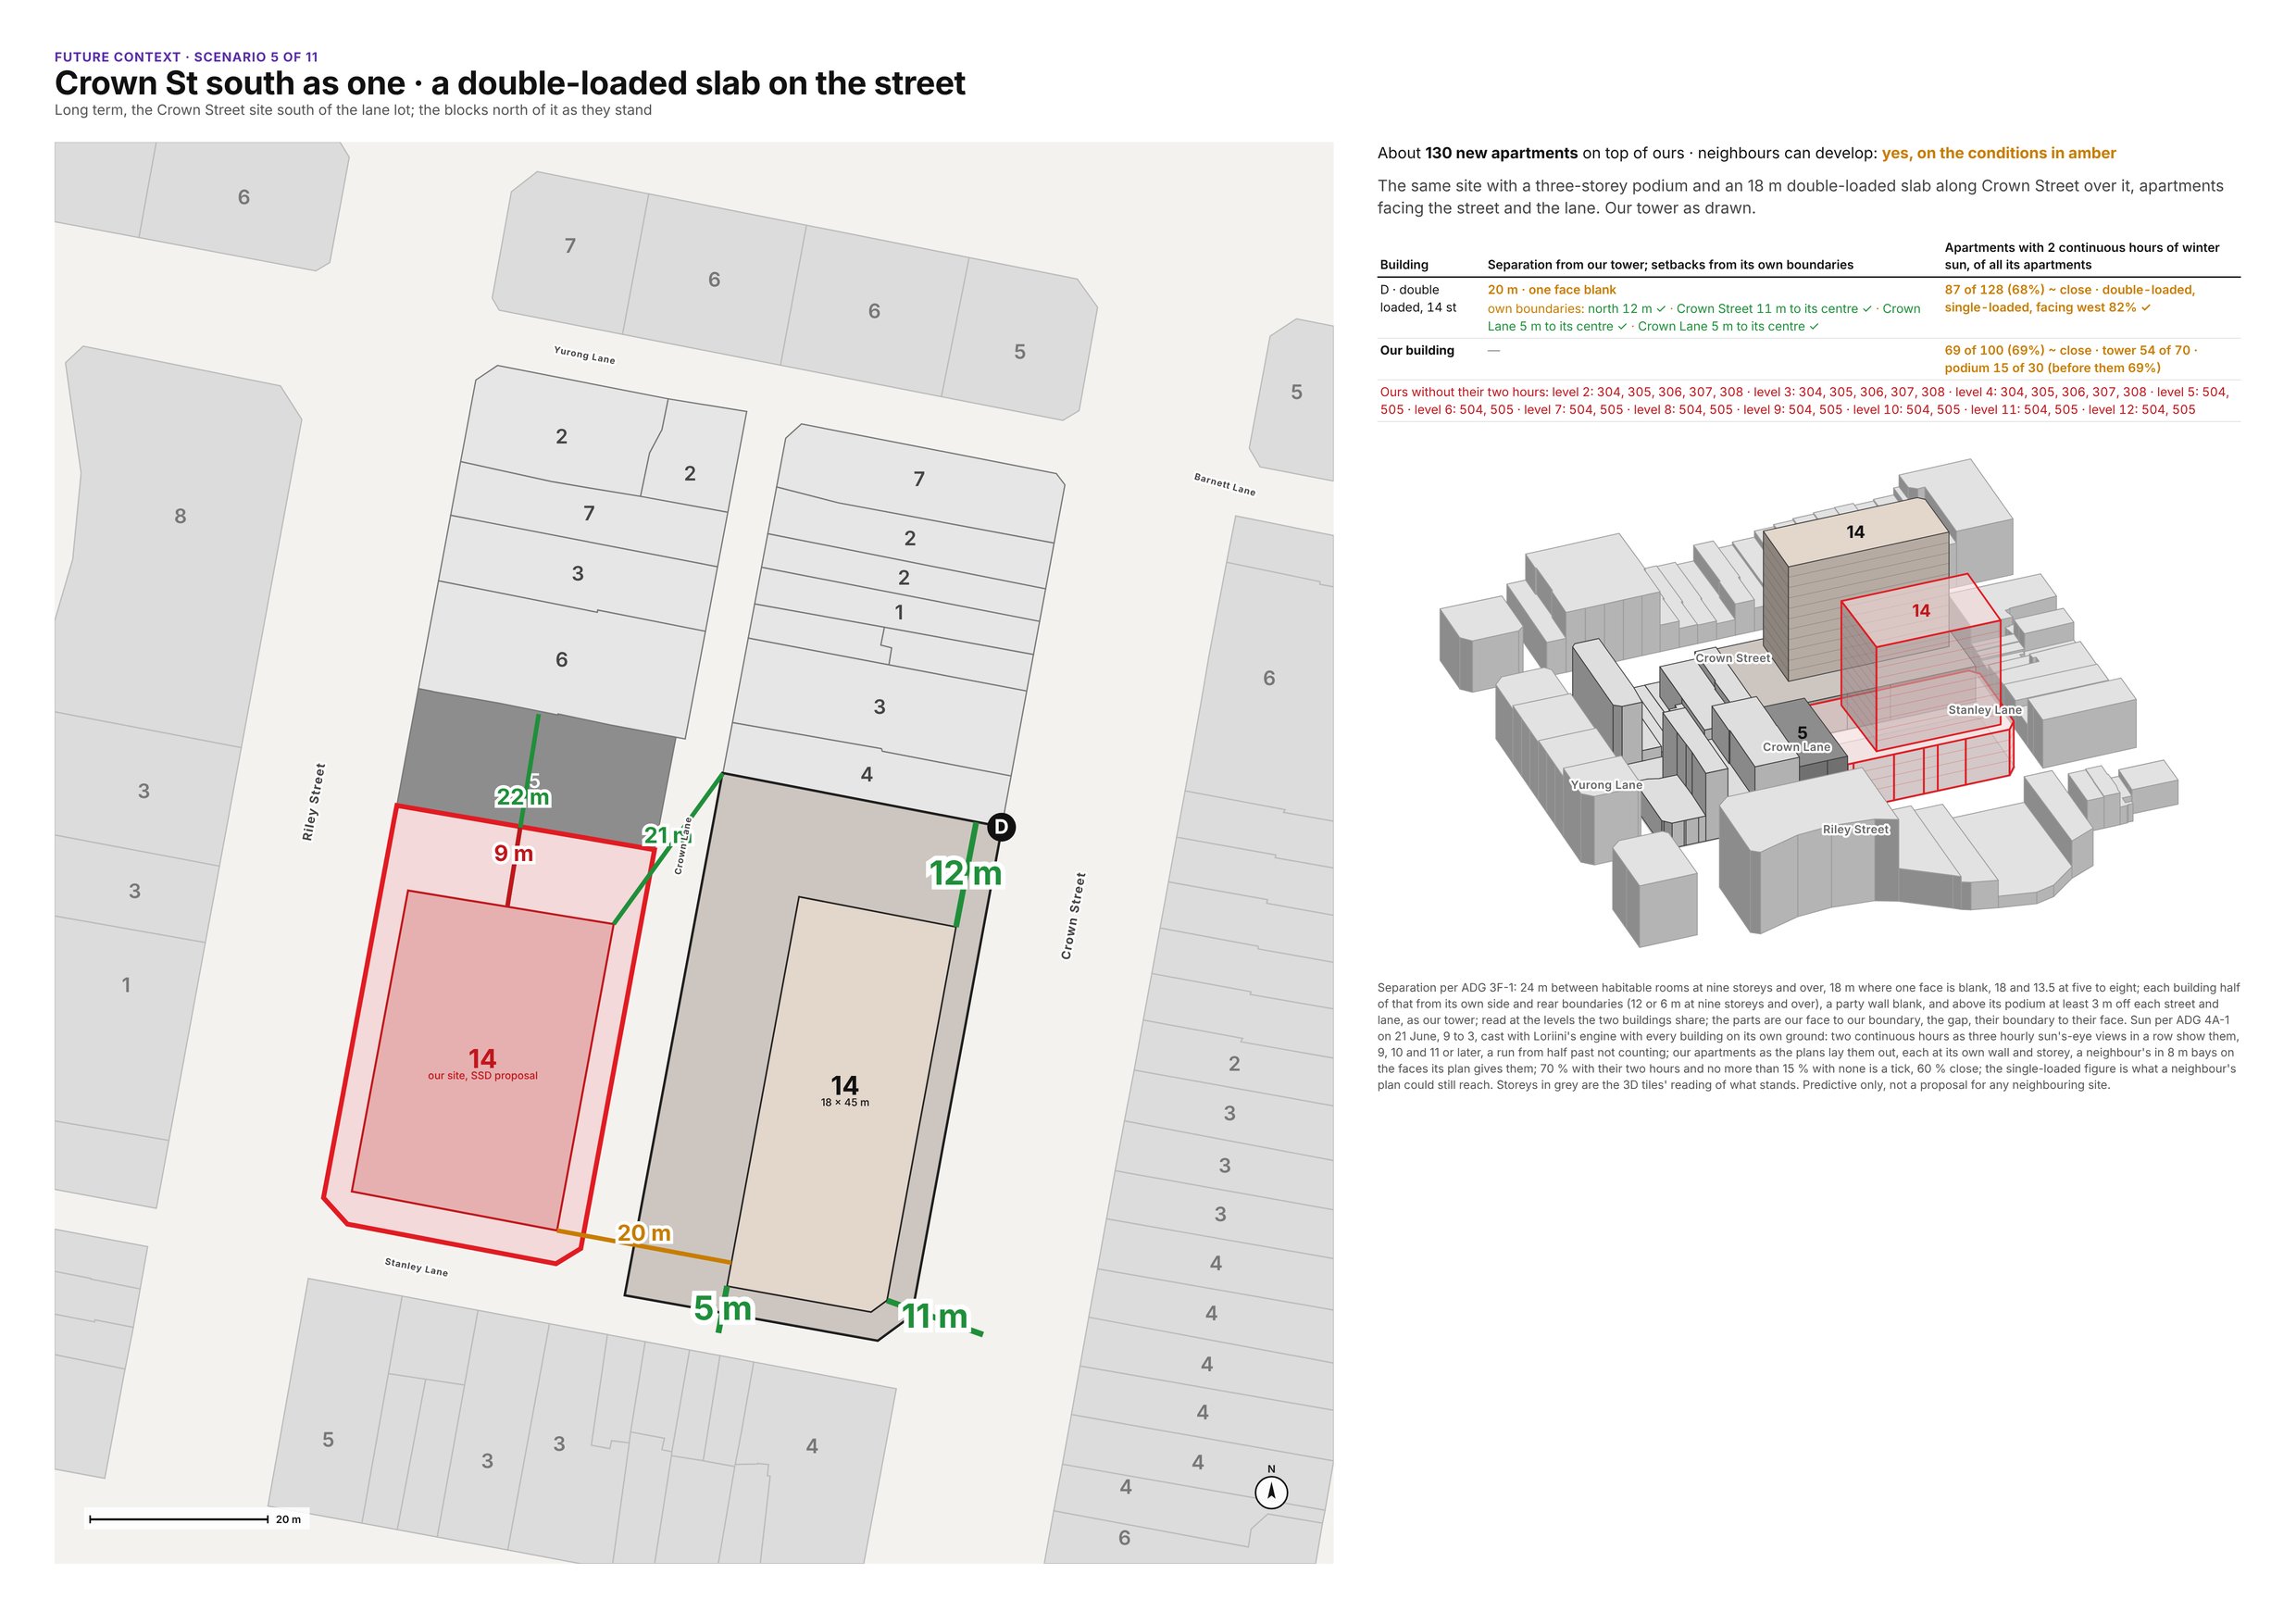 FUTURE CONTEXT · SCENARIO 5 OF 11
Crown St south as one · a double-loaded slab on the street
Long term, the Crown Street site south of the lane lot; the blocks north of it as they stand
6
7
6
6
5
5
Yurong Lane
Barnett Lane
8
2
2
7
3
6
5
7
2
2
1
3
4
6
3
3
1
Riley Street
22 m
9 m
21 m
Crown Lane
D
12 m
Crown Street
14
our site, SSD proposal
14
18 × 45 m
20 m
5 m
11 m
Stanley Lane
2
3
3
3
4
4
4
4
4
4
6
5
3
3
4
N
20 m
About 130 new apartments on top of ours · neighbours can develop: yes, on the conditions in amber
The same site with a three-storey podium and an 18 m double-loaded slab along Crown Street over it, apartments
facing the street and the lane. Our tower as drawn.
Building
Separation from our tower; setbacks from its own boundaries
Apartments with 2 continuous hours of winter
sun, of all its apartments
D · double
loaded, 14 st
20 m · one face blank
own boundaries: north 12 m ✓ · Crown Street 11 m to its centre ✓ · Crown
Lane 5 m to its centre ✓ · Crown Lane 5 m to its centre ✓
87 of 128 (68%) ~ close · double-loaded,
single-loaded, facing west 82% ✓
Our building
—
69 of 100 (69%) ~ close · tower 54 of 70 ·
podium 15 of 30 (before them 69%)
Ours without their two hours: level 2: 304, 305, 306, 307, 308 · level 3: 304, 305, 306, 307, 308 · level 4: 304, 305, 306, 307, 308 · level 5: 504,
505 · level 6: 504, 505 · level 7: 504, 505 · level 8: 504, 505 · level 9: 504, 505 · level 10: 504, 505 · level 11: 504, 505 · level 12: 504, 505
14
14
Crown Street
Stanley Lane
5
Crown Lane
Yurong Lane
Riley Street
Separation per ADG 3F-1: 24 m between habitable rooms at nine storeys and over, 18 m where one face is blank, 18 and 13.5 at five to eight; each building half
of that from its own side and rear boundaries (12 or 6 m at nine storeys and over), a party wall blank, and above its podium at least 3 m off each street and
lane, as our tower; read at the levels the two buildings share; the parts are our face to our boundary, the gap, their boundary to their face. Sun per ADG 4A-1
on 21 June, 9 to 3, cast with Loriini's engine with every building on its own ground: two continuous hours as three hourly sun's-eye views in a row show them,
9, 10 and 11 or later, a run from half past not counting; our apartments as the plans lay them out, each at its own wall and storey, a neighbour's in 8 m bays on
the faces its plan gives them; 70 % with their two hours and no more than 15 % with none is a tick, 60 % close; the single-loaded figure is what a neighbour's
plan could still reach. Storeys in grey are the 3D tiles' reading of what stands. Predictive only, not a proposal for any neighbouring site.